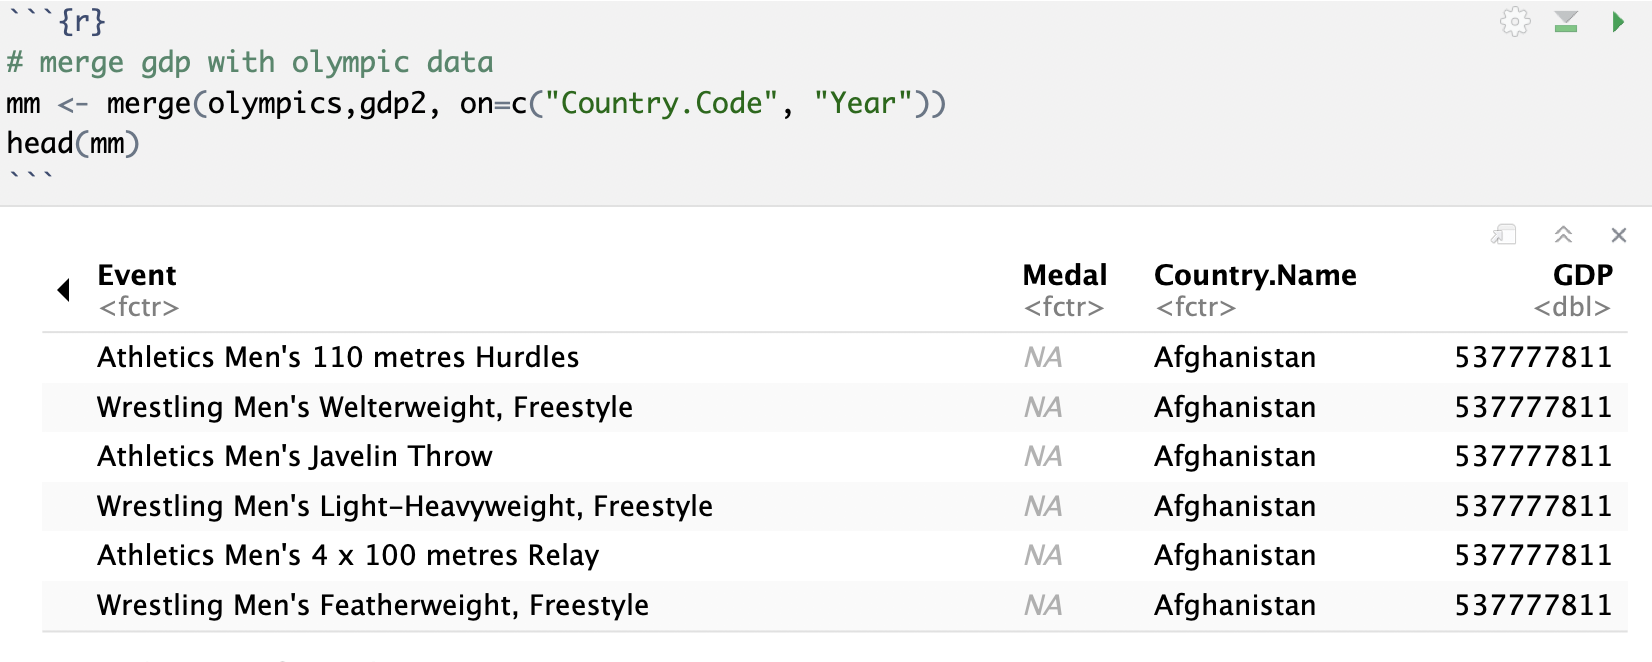 ```{r}
# merge gdp with olympic data
mm <- merge(olympics,gdp2, on=c("Country.Code", "Year"))
head(mm)
```
Event Medal Country.Name GDP
<fctr> <fctr> <fctr> <dbl>
Athletics Men's 110 metres Hurdles NA Afghanistan 537777811
Wrestling Men's Welterweight, Freestyle NA Afghanistan 537777811
Athletics Men's Javelin Throw NA Afghanistan 537777811
Wrestling Men's Light-Heavyweight, Freestyle NA Afghanistan 537777811
Athletics Men's 4 x 100 metres Relay NA Afghanistan 537777811
Wrestling Men's Featherweight, Freestyle NA Afghanistan 537777811